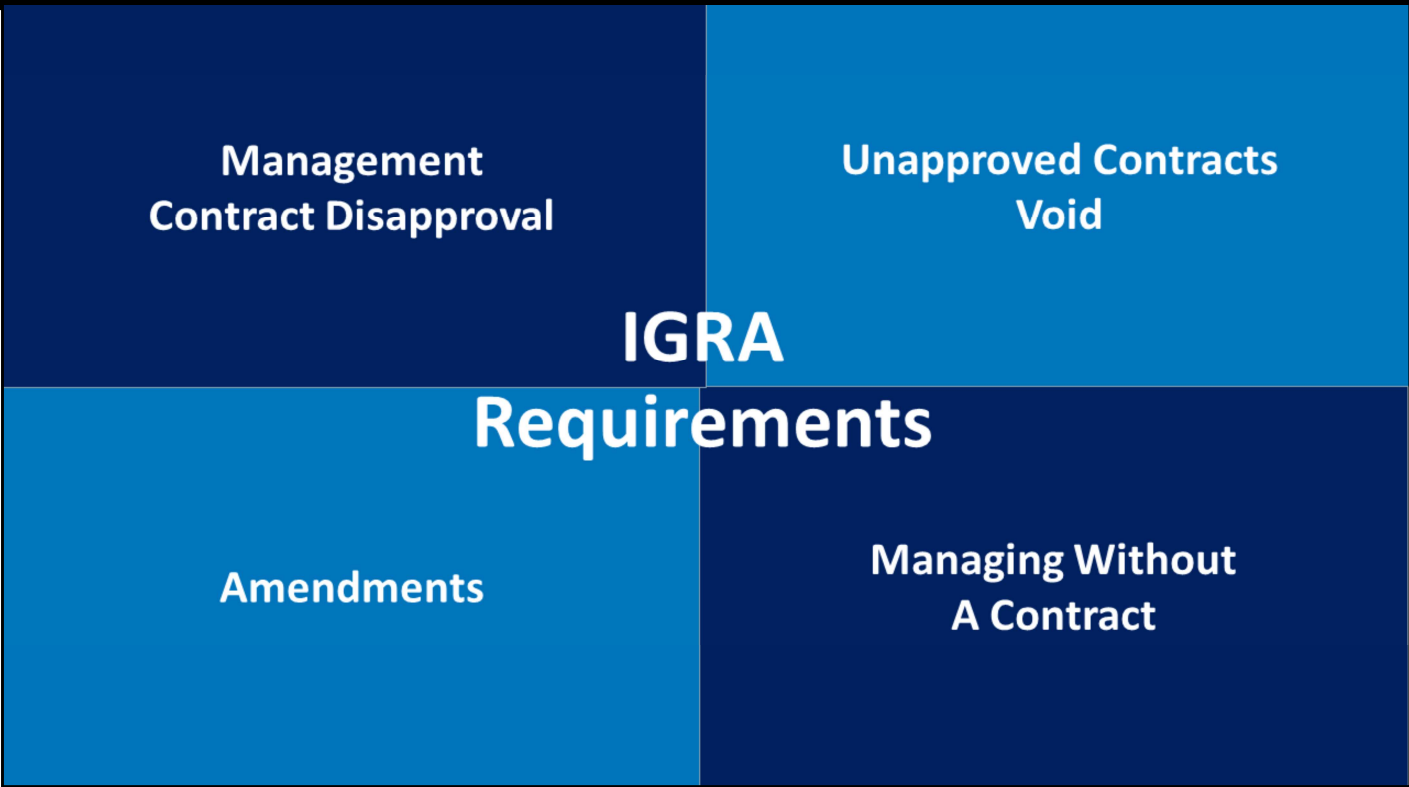 Management
Contract Disapproval
Unapproved Contracts
Void
IGRA
Requirements
Amendments
Managing Without
A Contract